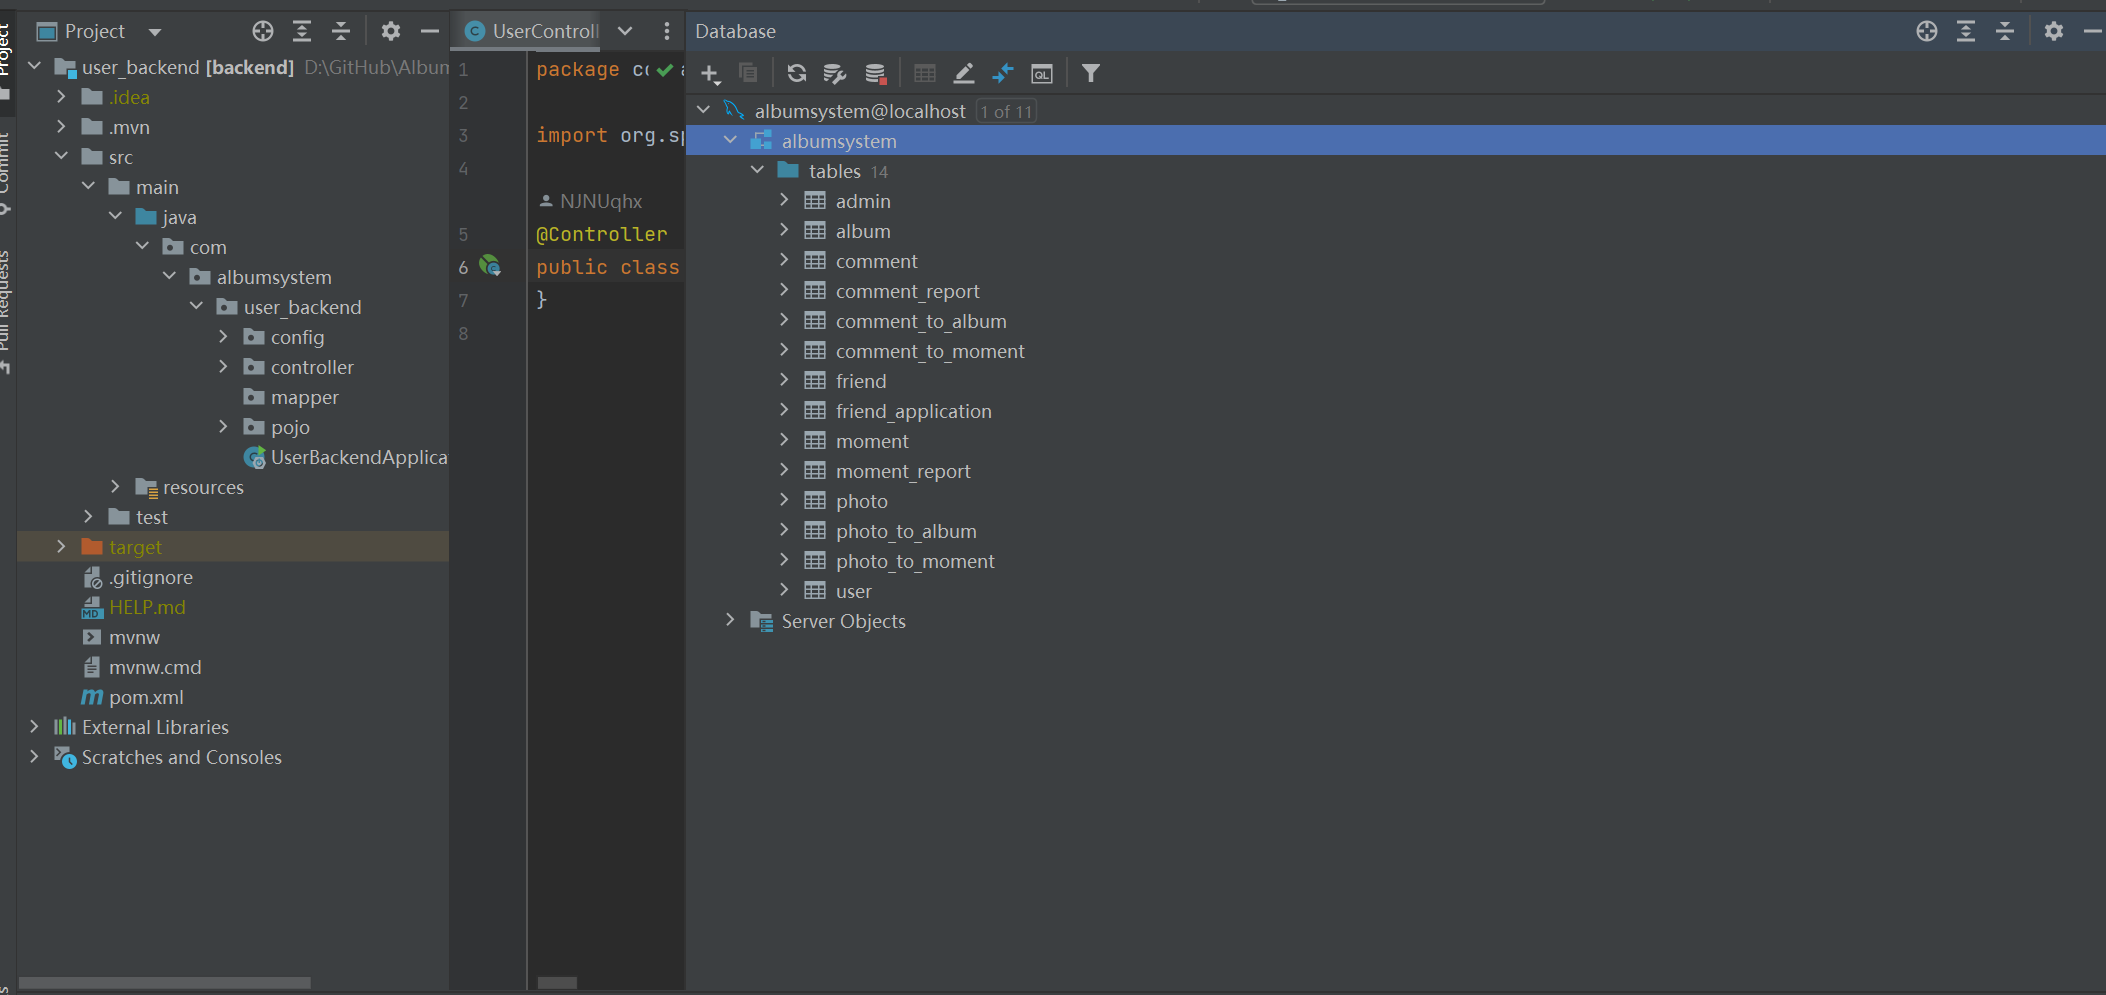 Project
Commit
Pull Requests
Project
user_backend [backend] D:\GitHub\Album
.idea
.mvn
src
main
java
com
albumsystem
user_backend
config
controller
mapper
pojo
UserBackendApplica
resources
test
target
.gitignore
HELP.md
mvnw
mvnw.cmd
pom.xml
External Libraries
Scratches and Consoles
UserControll
1 package co
2
3 import org.sp
4
NJNUqhx
5 @Controller
6 public class
7 }
8
Database
QL
albumsystem@localhost 1 of 11
albumsystem
tables 14
admin
album
comment
comment_report
comment_to_album
comment_to_moment
friend
friend_application
moment
moment_report
photo
photo_to_album
photo_to_moment
user
Server Objects